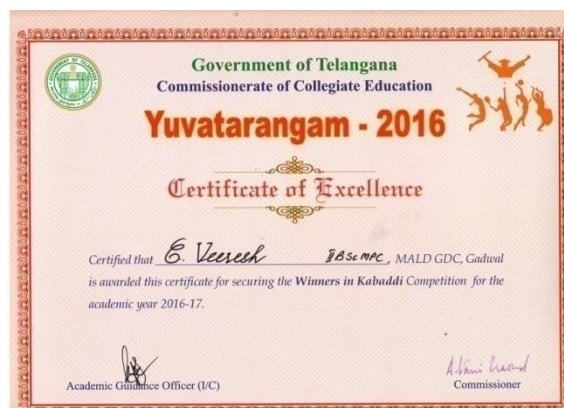 Government of Telangana
Commissionerate of Collegiate Education
Yuvatarangam - 2016
Certificate of Excellence
Certified that E. Veeresh II BSc MPC, MALD GDC, Gadwal
is awarded this certificate for securing the Winners in Kabaddi Competition for the
academic year 2016-17.
Academic Guidance Officer (I/C)
Commissioner